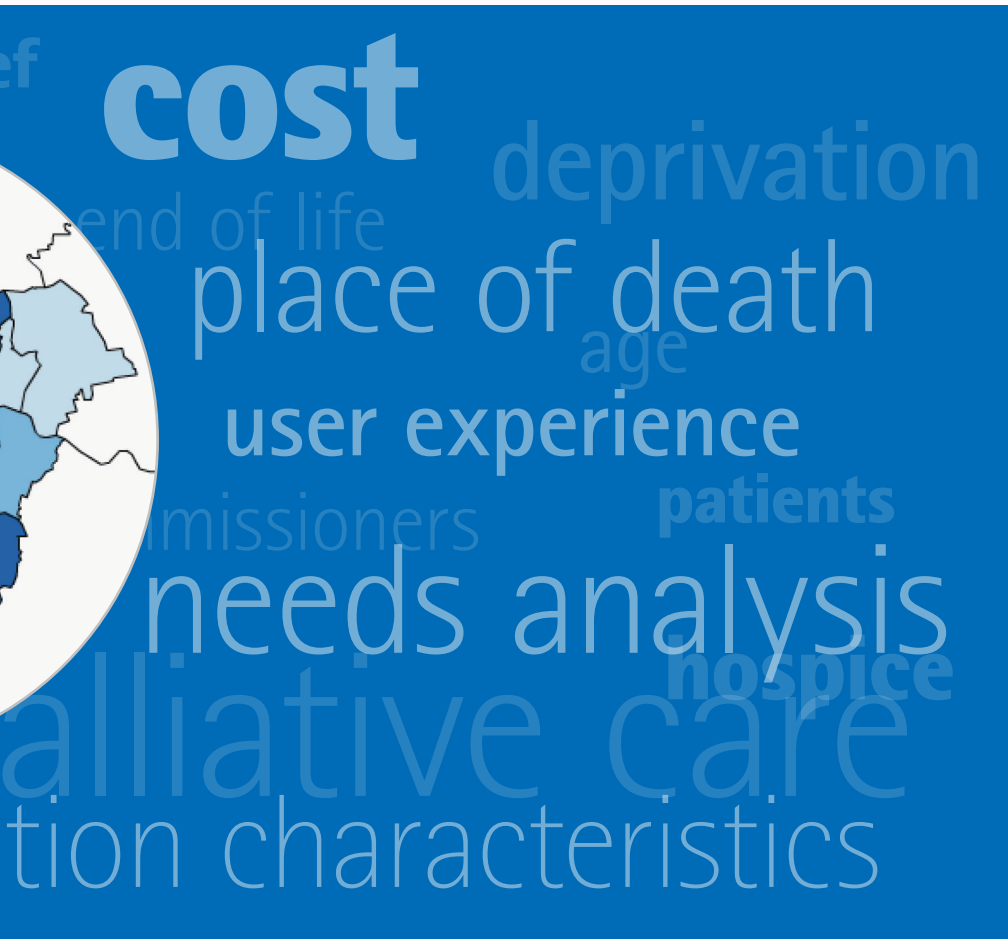 ef
cost
deprivation
end of life
place of death
age
user experience
patients
missioners
needs analysis
hospice
alliative care
tion characteristics